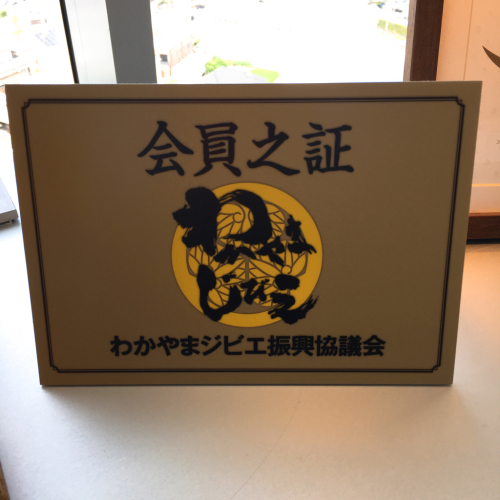 会員之証
わかやま
じびえ
わかやまジビエ振興協議会